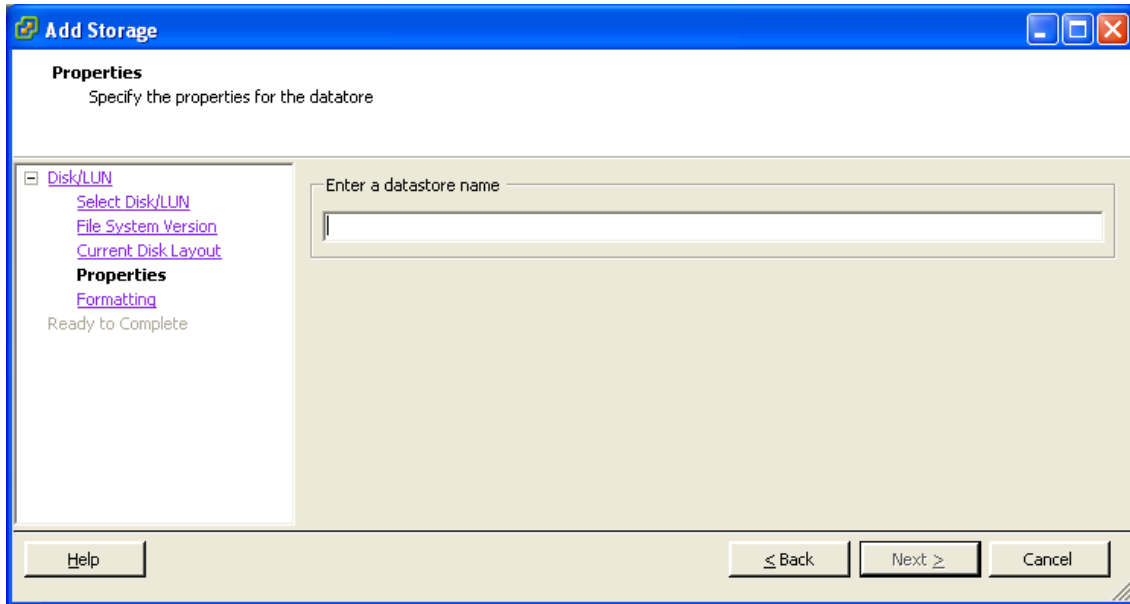 Add Storage
Properties
Specify the properties for the datatore
Disk/LUN
Select Disk/LUN
File System Version
Current Disk Layout
Properties
Formatting
Ready to Complete
Enter a datastore name
Help
< Back
Next >
Cancel